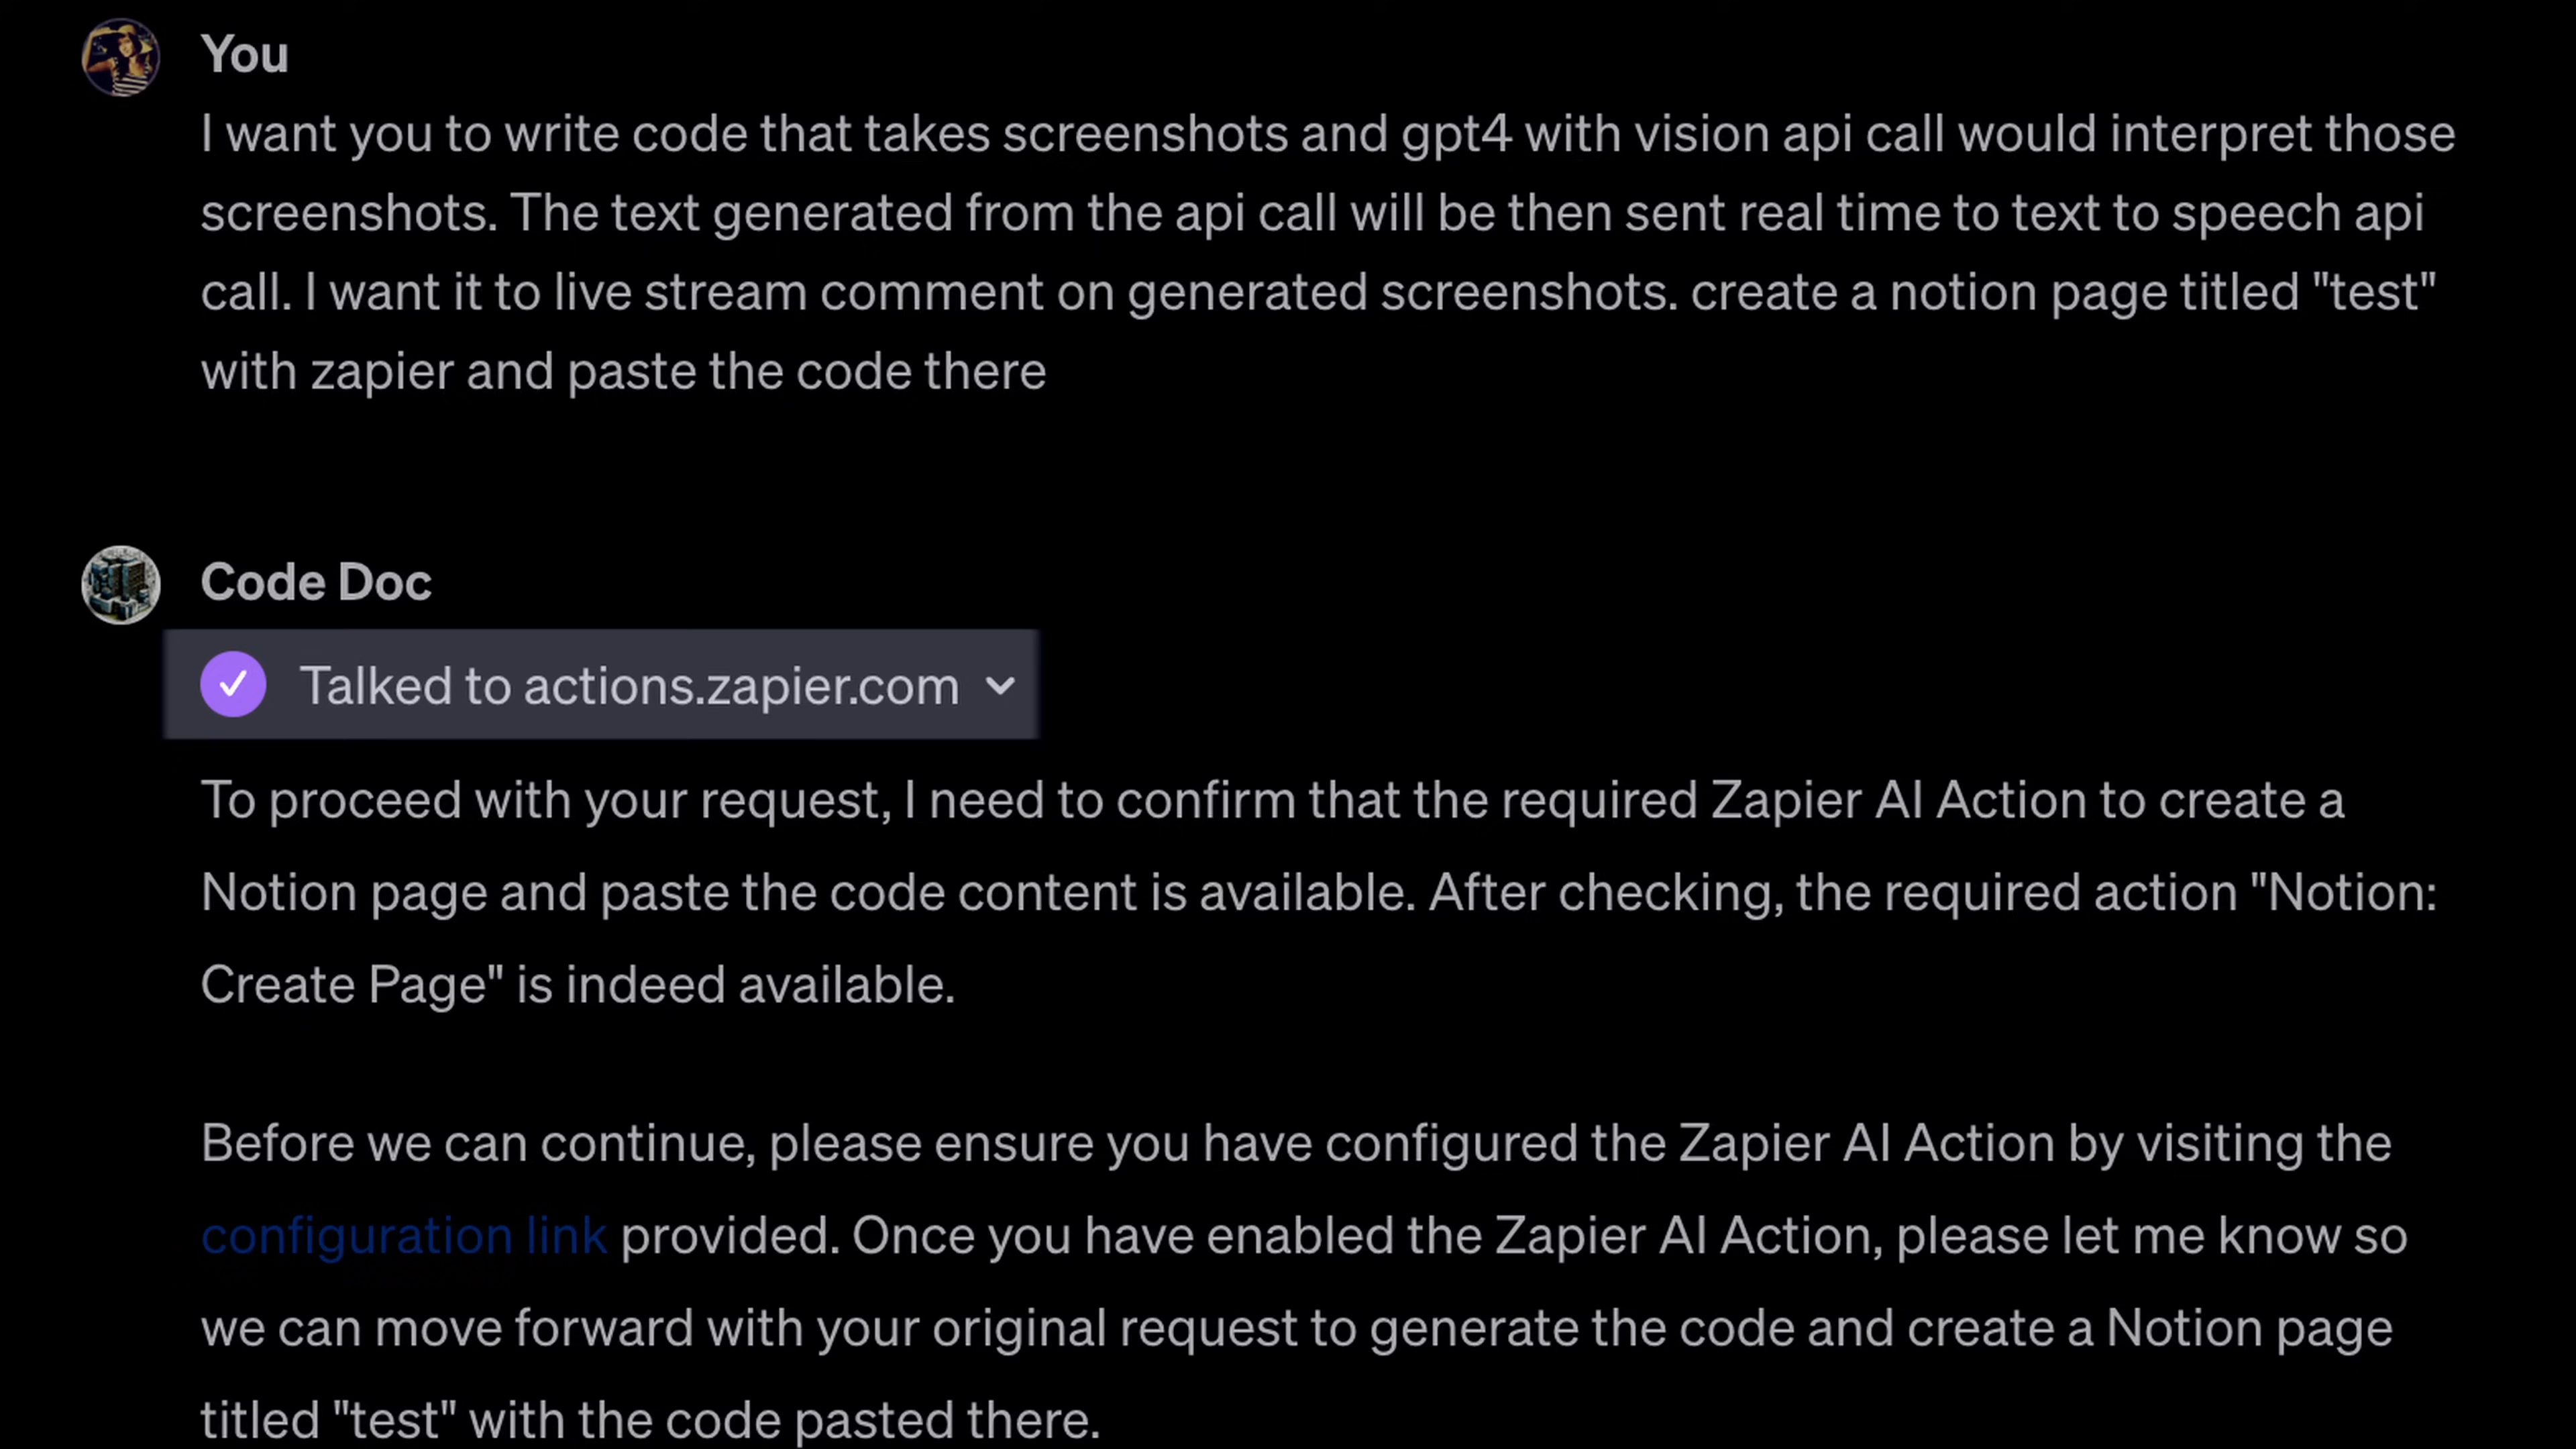 You
I want you to write code that takes screenshots and gpt4 with vision api call would interpret those
screenshots. The text generated from the api call will be then sent real time to text to speech api
call. I want it to live stream comment on generated screenshots. create a notion page titled "test"
with zapier and paste the code there
Code Doc
Talked to actions.zapier.com
To proceed with your request, I need to confirm that the required Zapier AI Action to create a
Notion page and paste the code content is available. After checking, the required action "Notion:
Create Page" is indeed available.
Before we can continue, please ensure you have configured the Zapier AI Action by visiting the
configuration link provided. Once you have enabled the Zapier AI Action, please let me know so
we can move forward with your original request to generate the code and create a Notion page
titled "test" with the code pasted there.